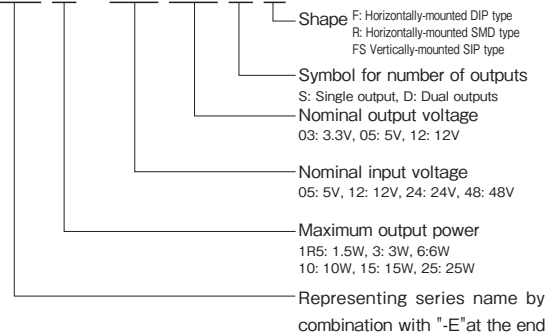 Shape F: Horizontally-mounted DIP type
R: Horizontally-mounted SMD type
FS Vertically-mounted SIP type
Symbol for number of outputs
S: Single output, D: Dual outputs
Nominal output voltage
03: 3.3V, 05: 5V, 12: 12V
Nominal input voltage
05: 5V, 12: 12V, 24: 24V, 48: 48V
Maximum output power
1R5: 1.5W, 3: 3W, 6:6W
10: 10W, 15: 15W, 25: 25W
Representing series name by
combination with "-E"at the end